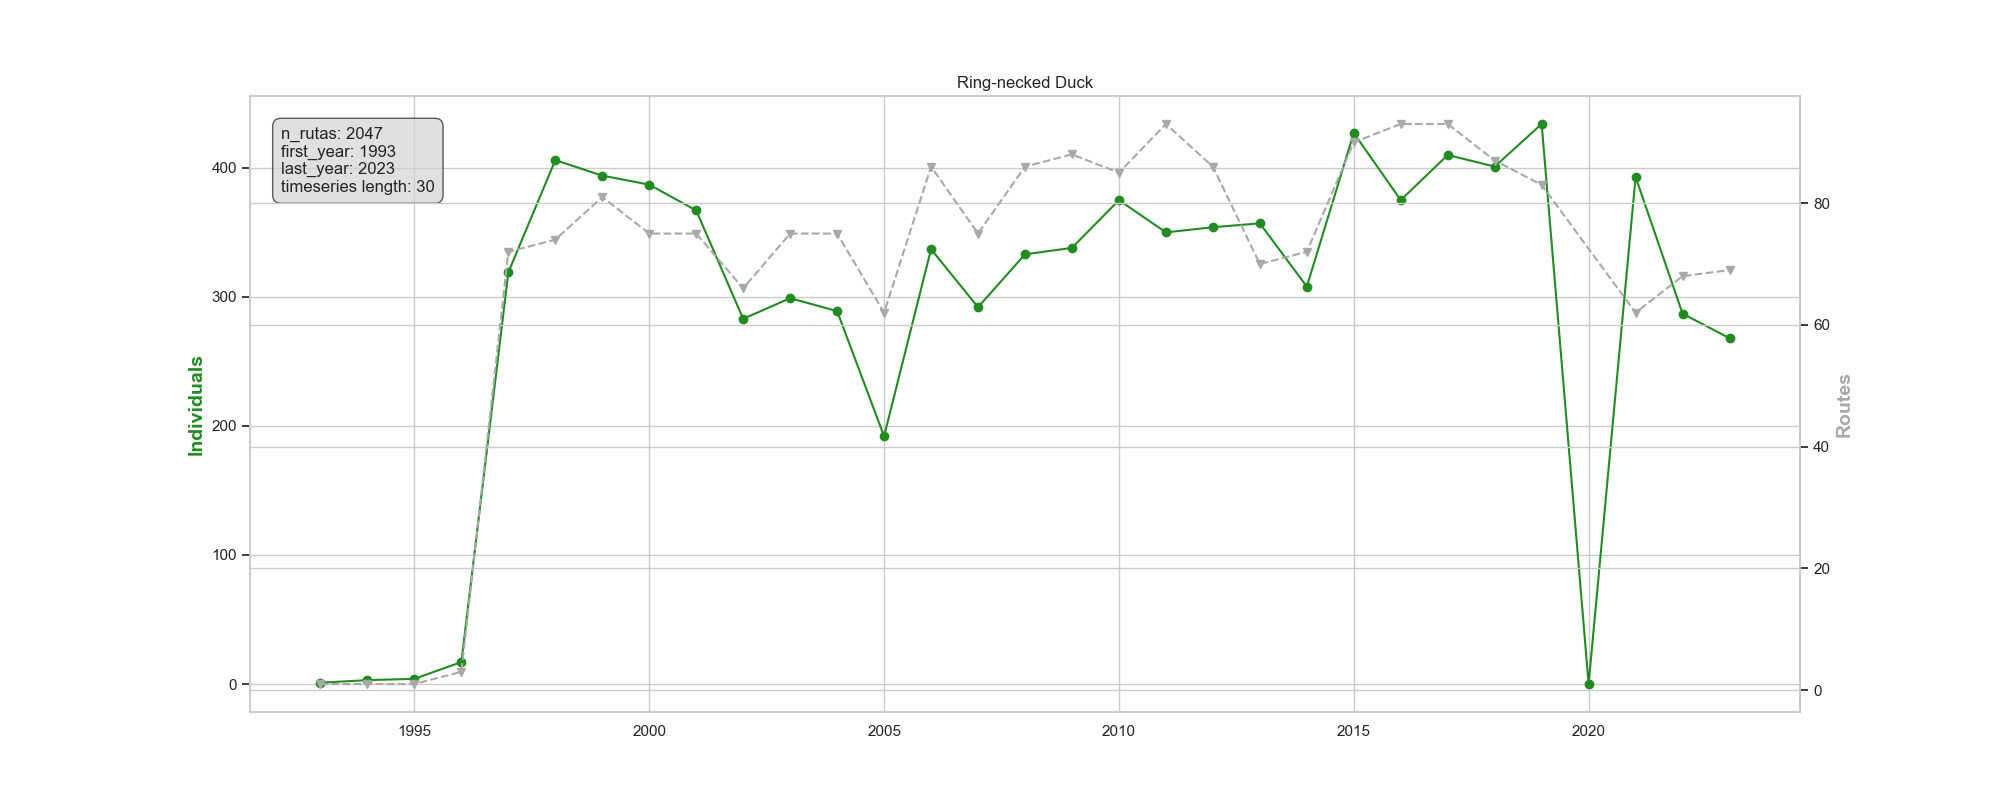 Ring-necked Duck
n_rutas: 2047
first_year: 1993
last_year: 2023
timeseries length: 30
400
300
200
100
0
Individuals
80
60
40
20
0
Routes
1995
2000
2005
2010
2015
2020